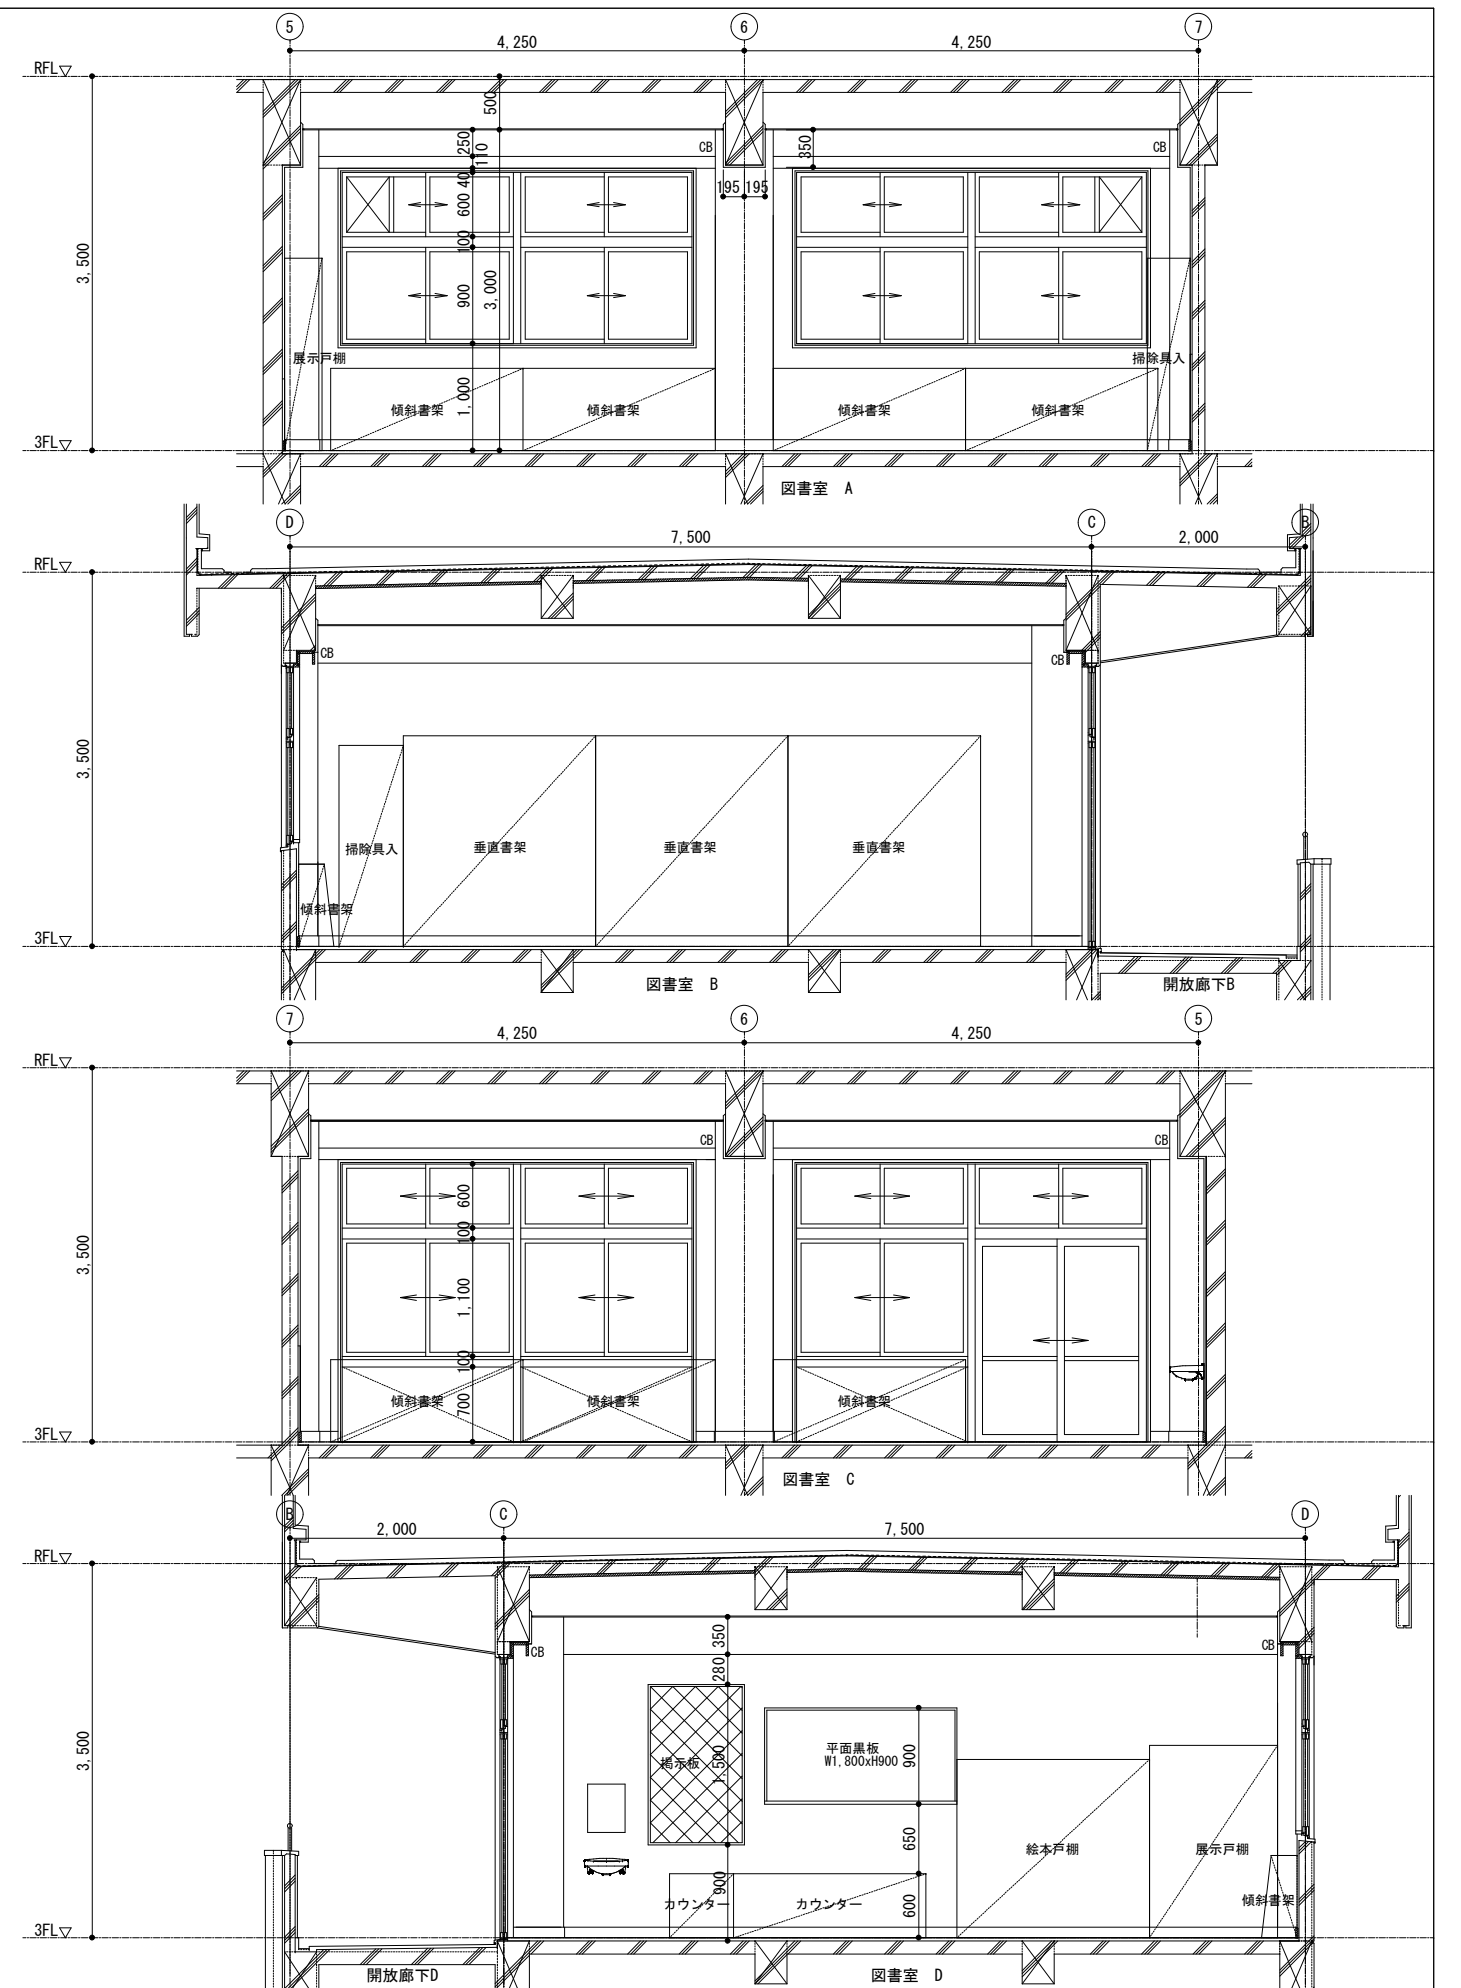 5 6 7
4,250 4,250
RFL
500
250
110
CB
350
CB
40
195 195
600
100
3,500
900
3,000
展示戸棚
掃除具入
1,000
傾斜書架 傾斜書架 傾斜書架 傾斜書架
3FL
図書室 A
D C B
7,500 2,000
RFL
CB CB
3,500
掃除具入 垂直書架 垂直書架 垂直書架
傾斜書架
3FL
図書室 B
開放廊下B
7 6 5
4,250 4,250
RFL
CB CB
600
100
3,500
1,100
100
傾斜書架 傾斜書架 傾斜書架
700
3FL
図書室 C
B C D
2,000 7,500
RFL
350
CB CB
280
3,500
掲示板
1,500
平面黒板
W1,800xH900
900
650
絵本戸棚
展示戸棚
900
カウンター カウンター
600
傾斜書架
3FL
開放廊下D
図書室 D